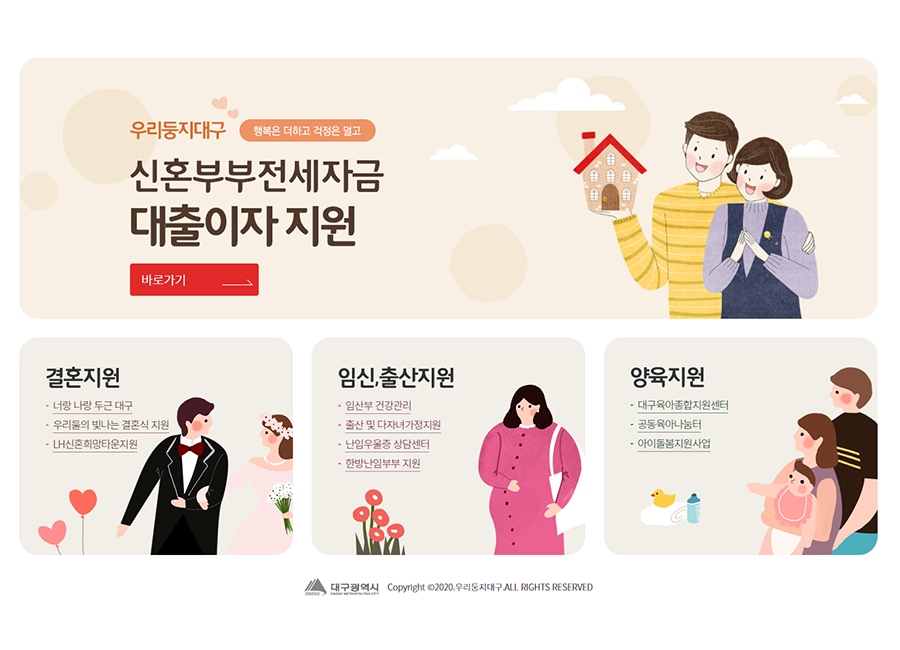 우리둥지대구 행복은 더하고 걱정은 덜고
신혼부부전세자금
대출이자 지원
바로가기
결혼지원
- 너랑 나랑 두근 대구
- 우리둘의 빛나는 결혼식 지원
- LH신혼희망타운지원
임신,출산지원
- 임산부 건강관리
- 출산 및 다자녀가정지원
- 난임우울증 상담센터
- 한방난임부부 지원
양육지원
- 대구육아종합지원센터
- 공동육아나눔터
- 아이돌봄지원사업
DAEGU 대구광역시 DAEGU METROPOLITAN CITY Copyright ©2020.우리둥지대구.ALL RIGHTS RESERVED